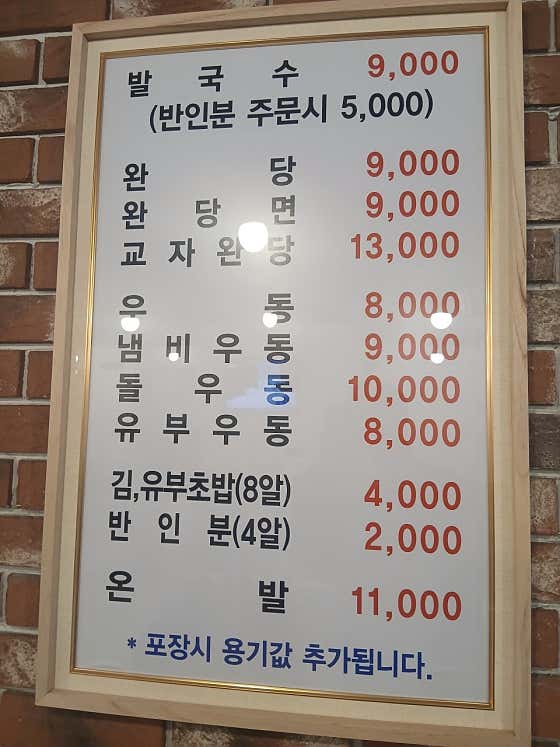 발국수 9,000
(반인분 주문시 5,000)
완당 9,000
완당면 9,000
교자완당 13,000
우동 8,000
냄비우동 9,000
돌우동 10,000
유부우동 8,000
김,유부초밥(8알) 4,000
반인분(4알) 2,000
온발 11,000
* 포장시 용기값 추가됩니다.